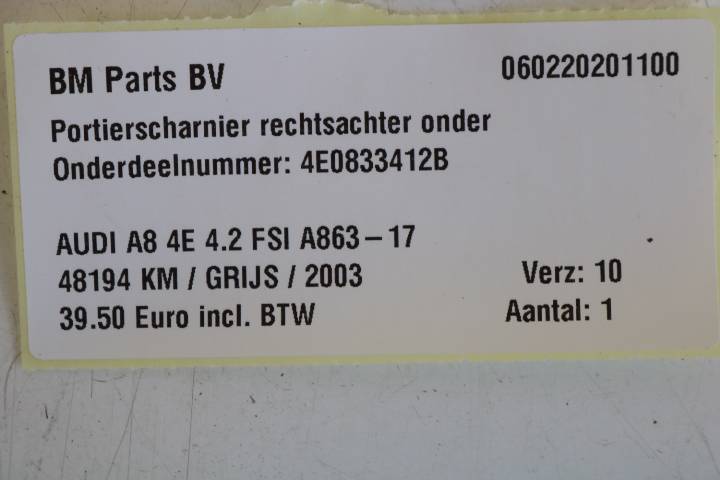 BM Parts BV 060220201100
Portierscharnier rechtsachter onder
Onderdeelnummer: 4E0833412B
AUDI A8 4E 4.2 FSI A863-17
48194 KM / GRIJS / 2003 Verz: 10
39.50 Euro incl. BTW Aantal: 1